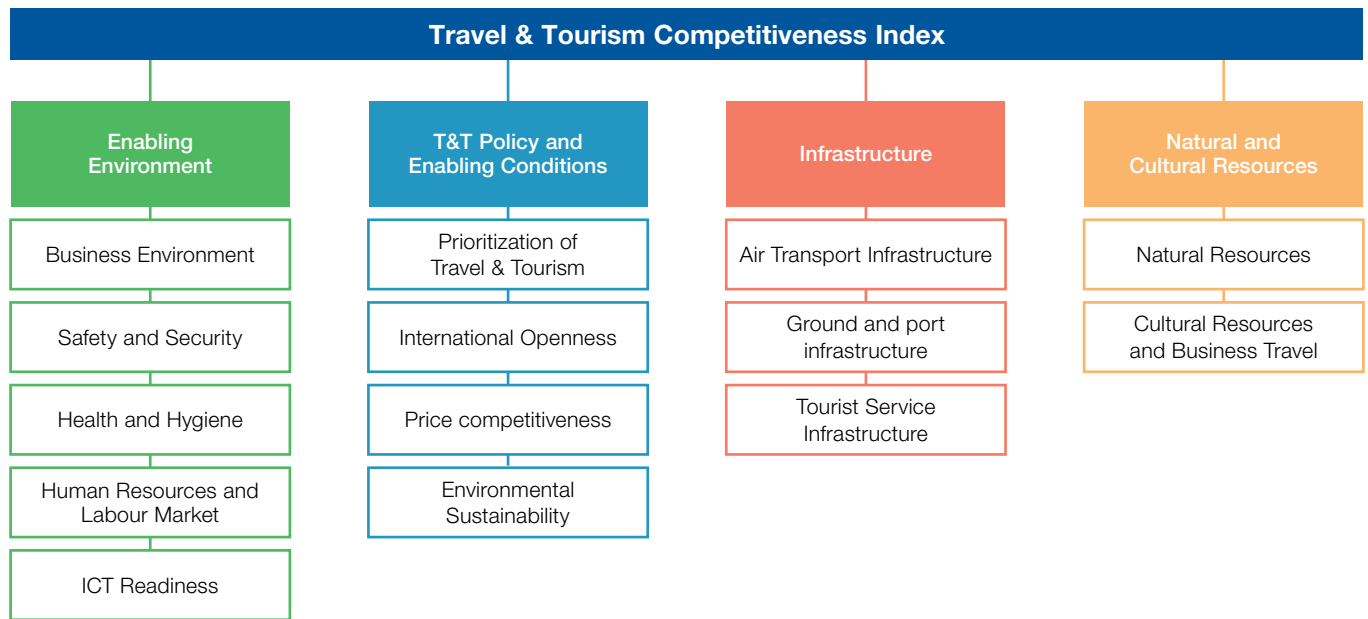 Travel & Tourism Competitiveness Index
Enabling
Environment
Business Environment
Safety and Security
Health and Hygiene
Human Resources and
Labour Market
ICT Readiness
T&T Policy and
Enabling Conditions
Prioritization of
Travel & Tourism
International Openness
Price competitiveness
Environmental
Sustainability
Infrastructure
Air Transport Infrastructure
Ground and port
infrastructure
Tourist Service
Infrastructure
Natural and
Cultural Resources
Natural Resources
Cultural Resources
and Business Travel